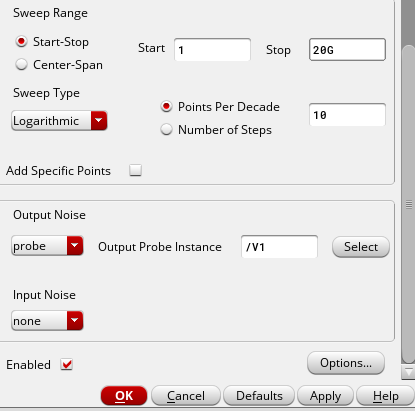 Sweep Range
Start-Stop
Start 1 Stop 20G
Center-Span
Sweep Type
Logarithmic
Points Per Decade
10
Number of Steps
Add Specific Points
Output Noise
probe Output Probe Instance /V1 Select
Input Noise
none
Enabled
Options...
OK Cancel Defaults Apply Help